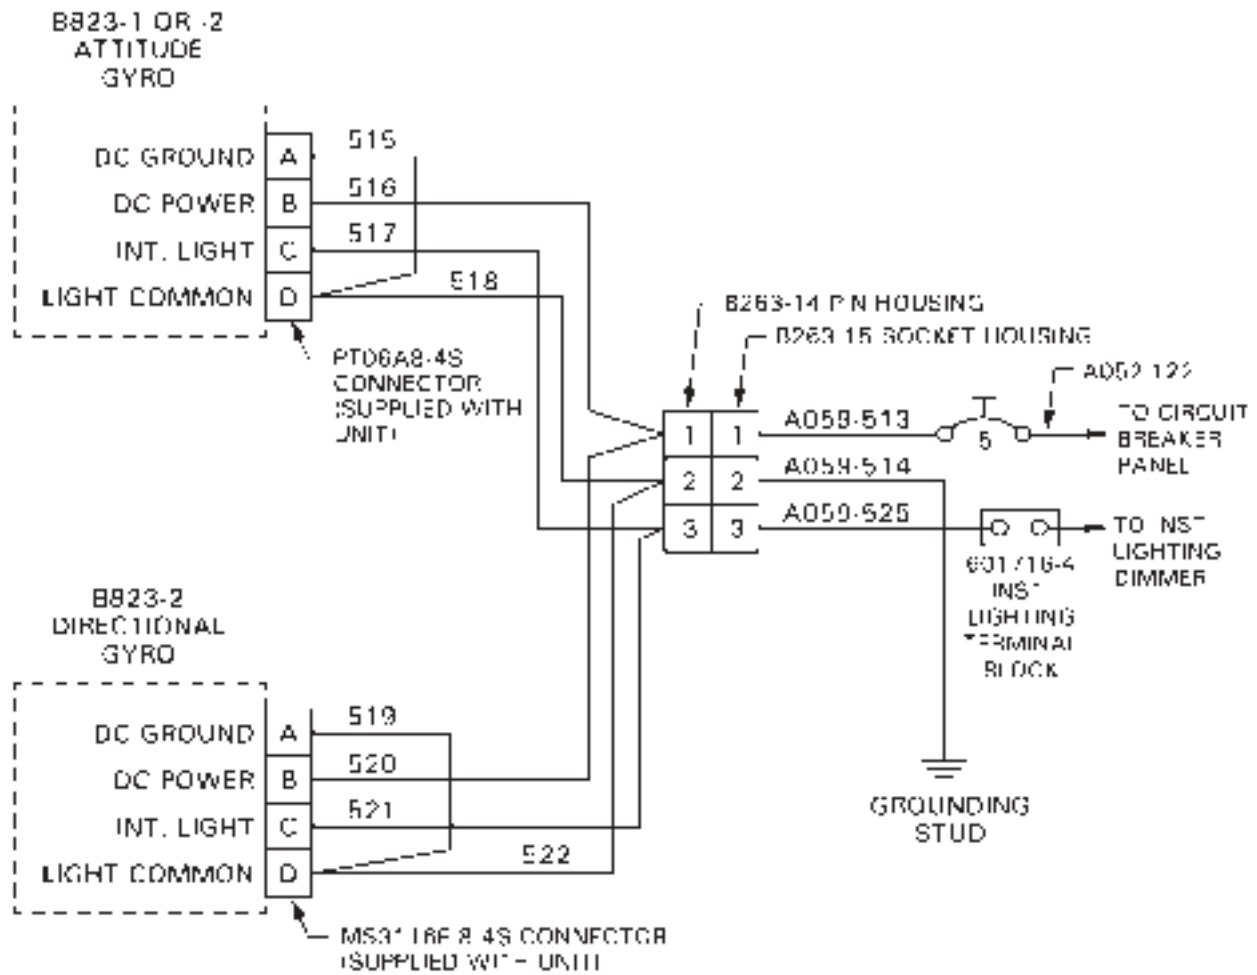 B823-1 OR -2
ATTITUDE
GYRO
DC GROUND A 515
DC POWER B 516
INT. LIGHT C 517
LIGHT COMMON D 518
PT06A8-4S
CONNECTOR
(SUPPLIED WITH
UNIT)
B263-14 PIN HOUSING
B263-15 SOCKET HOUSING
A052-122
1 1 A059-513 5
TO CIRCUIT
BREAKER
PANEL
2 2 A059-514
3 3 A059-525
TO INST
LIGHTING
DIMMER
601716-4
INST
LIGHTING
TERMINAL
BLOCK
GROUNDING
STUD
B823-2
DIRECTIONAL
GYRO
DC GROUND A 519
DC POWER B 520
INT. LIGHT C 521
LIGHT COMMON D 522
CONNECTOR
(SUPPLIED WITH UNIT)